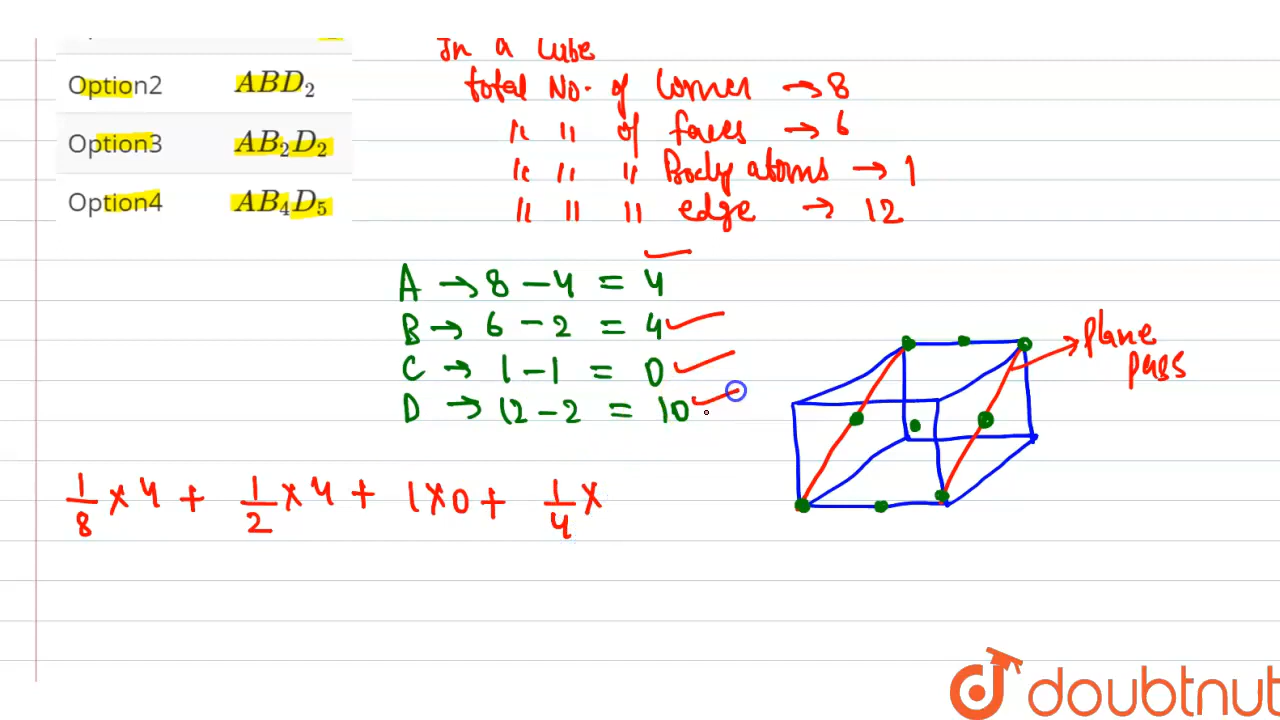 In a Cube
total No. of Corner → 8
〃 〃 of faces → 6
〃 〃 〃 Body atoms → 1
〃 〃 〃 edge → 12
Option2 ABD₂
Option3 AB₂D₂
Option4 AB₄D₅
A → 8 - 4 = 4
B → 6 - 2 = 4
C → 1 - 1 = 0
D → 12 - 2 = 10
plane
pass
1/8 × 4 + 1/2 × 4 + 1 × 0 + 1/4 ×
doubtnut